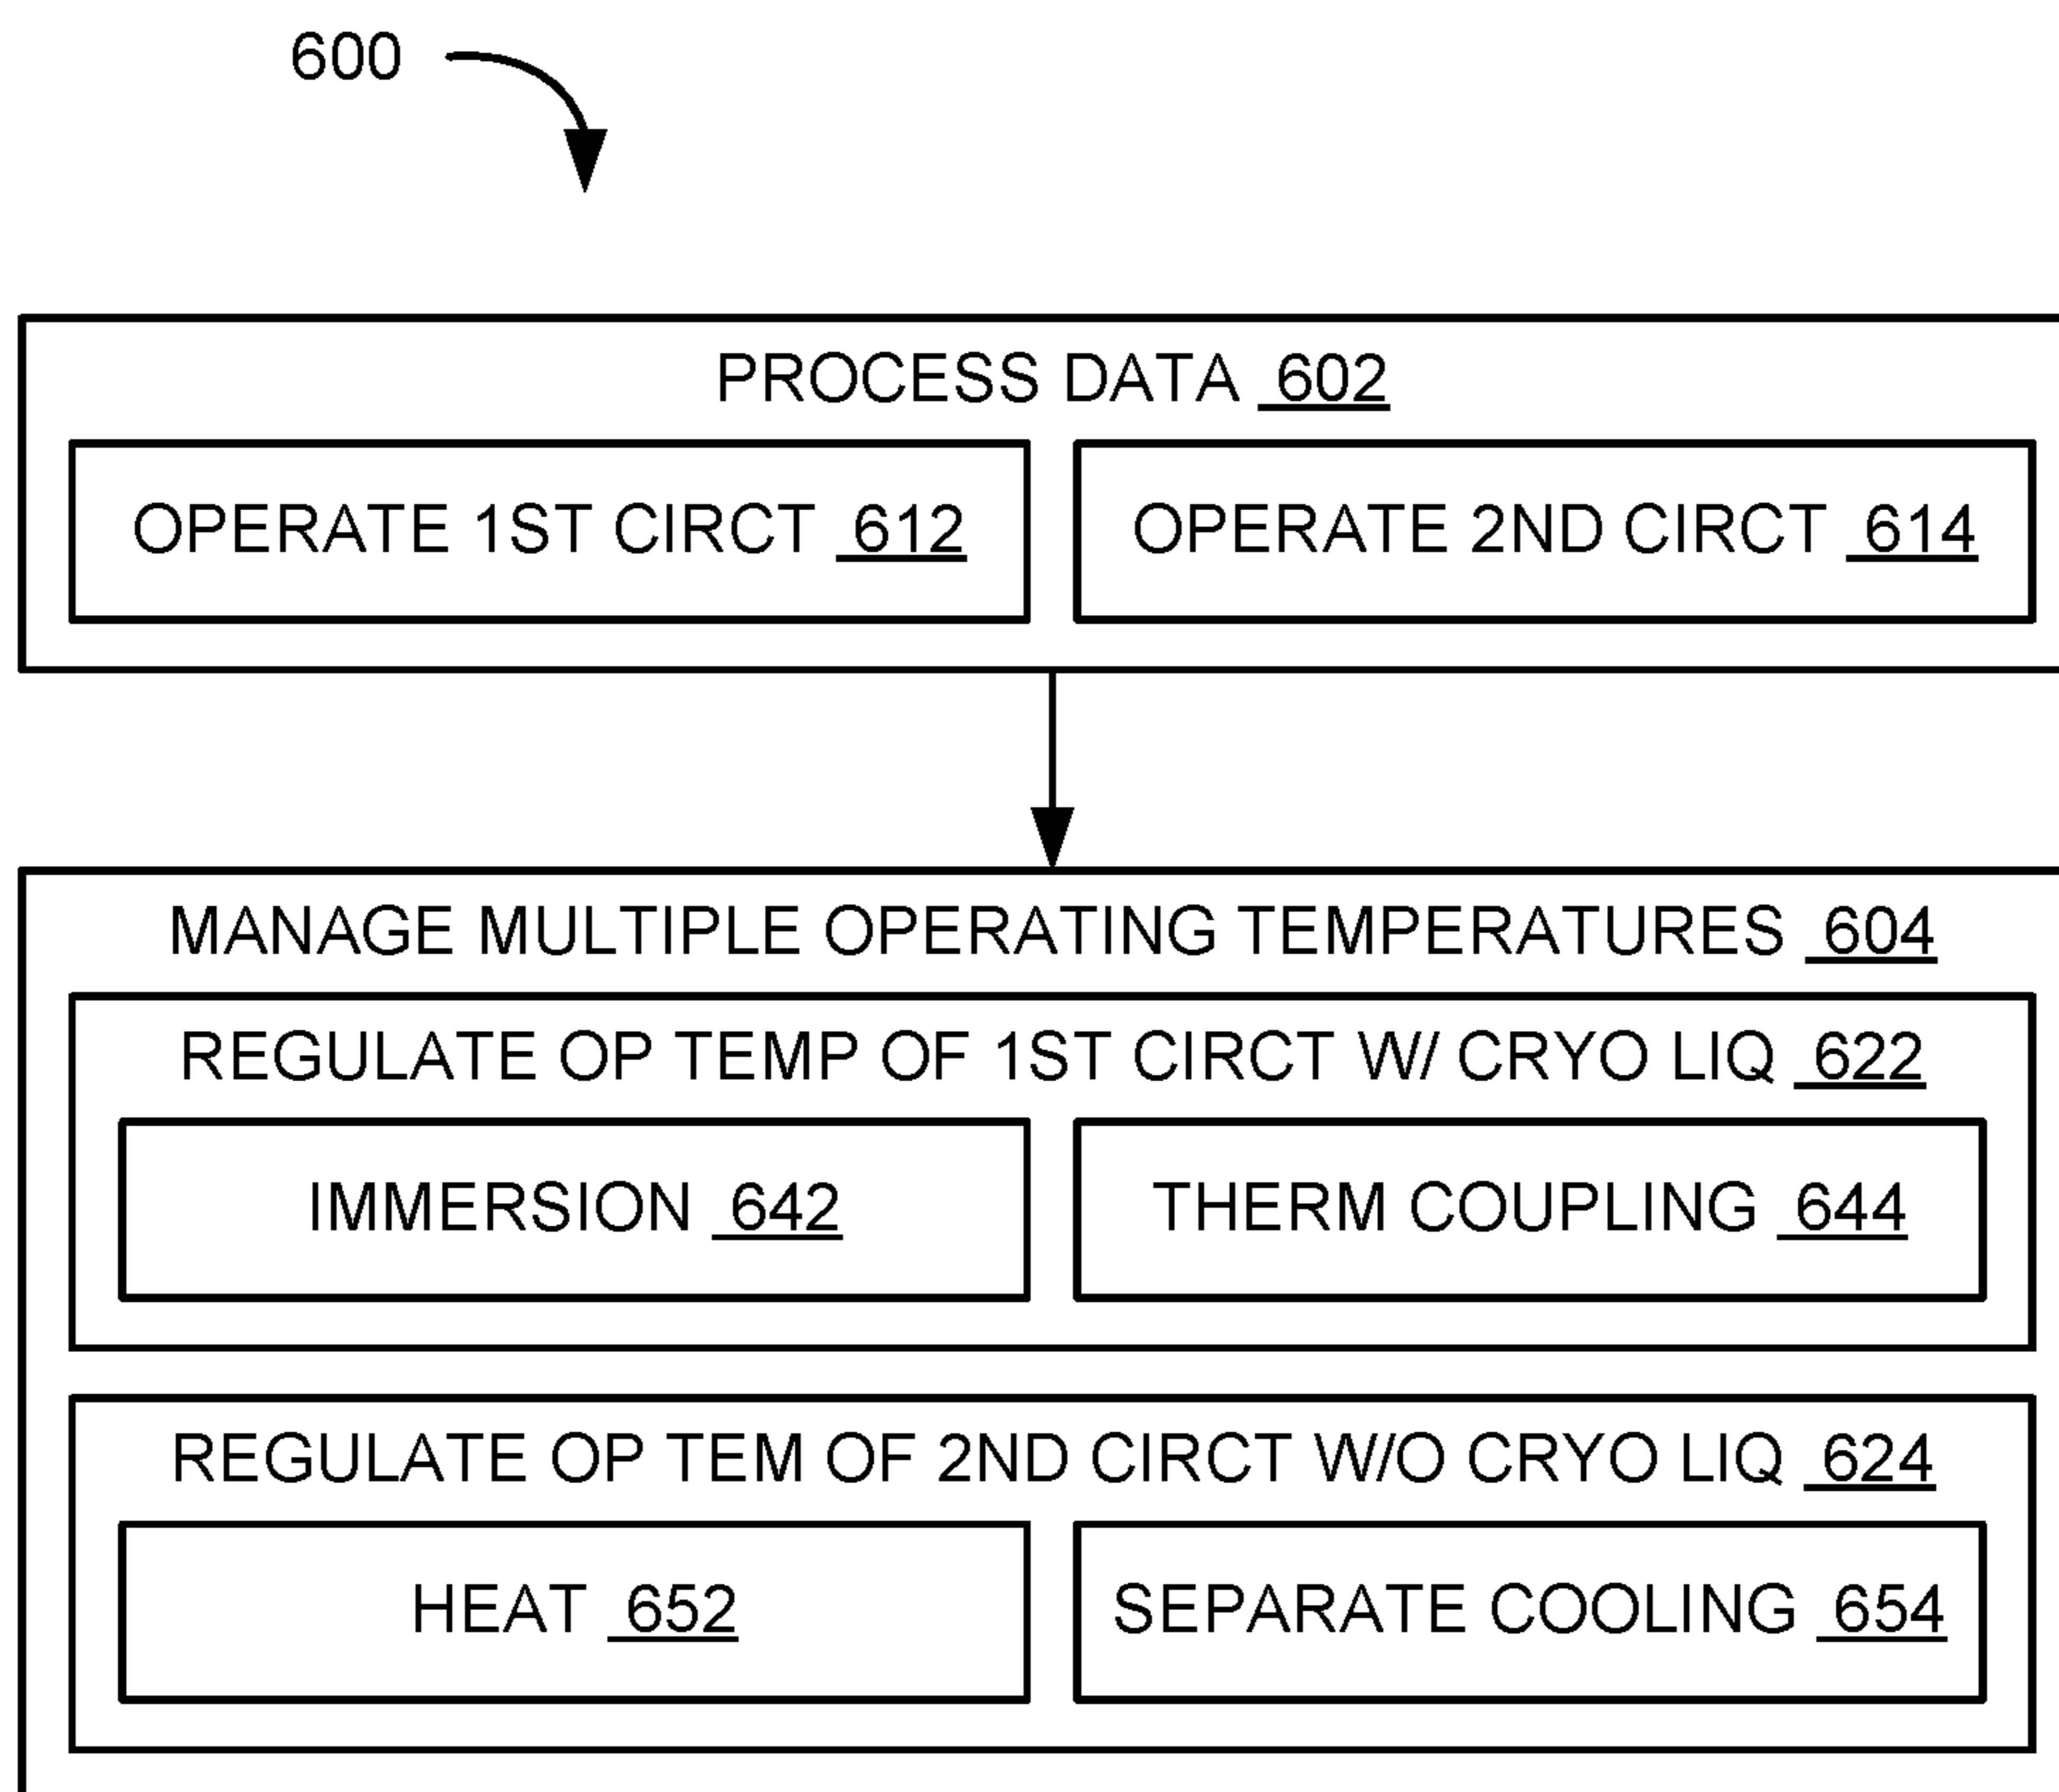 600
PROCESS DATA 602
OPERATE 1ST CIRCT 612
OPERATE 2ND CIRCT 614
MANAGE MULTIPLE OPERATING TEMPERATURES 604
REGULATE OP TEMP OF 1ST CIRCT W/ CRYO LIQ 622
IMMERSION 642
THERM COUPLING 644
REGULATE OP TEM OF 2ND CIRCT W/O CRYO LIQ 624
HEAT 652
SEPARATE COOLING 654